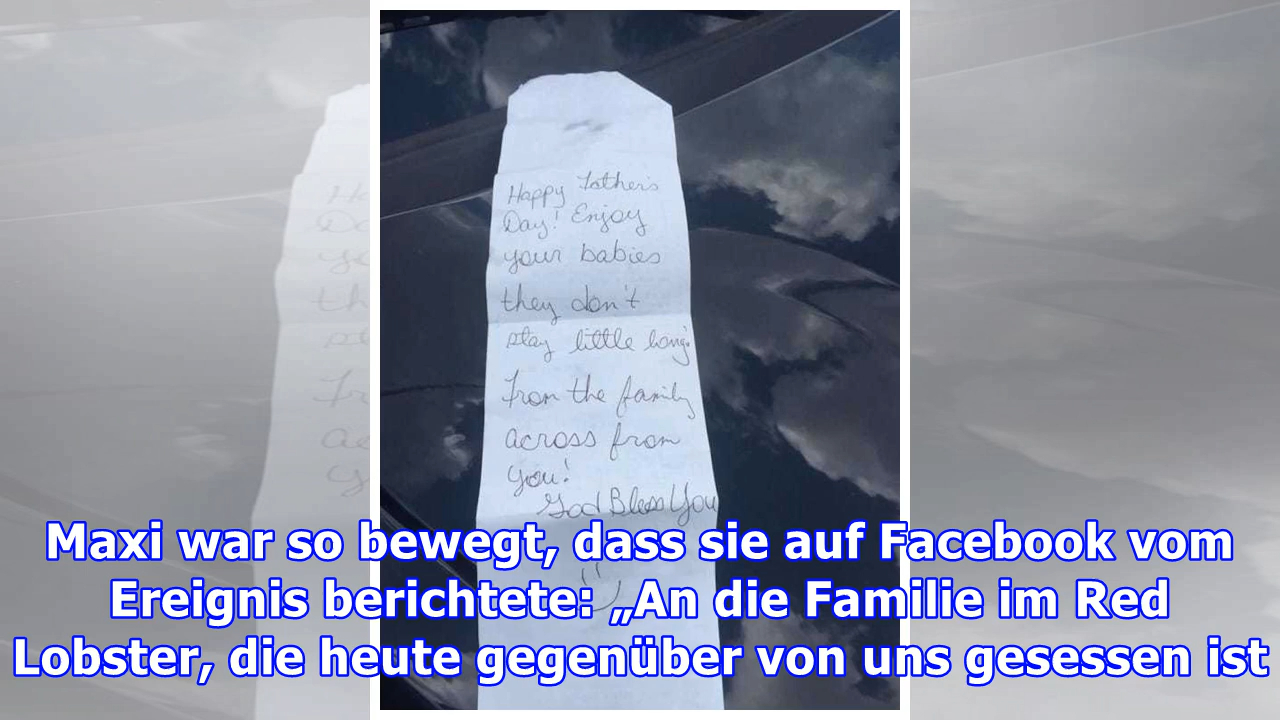 Happy Father's
Day! Enjoy
your babies
they don't
stay little long!
From the family
across from
you!
God Bless You
Maxi war so bewegt, dass sie auf Facebook vom
Ereignis berichtete: „An die Familie im Red
Lobster, die heute gegenüber von uns gesessen ist